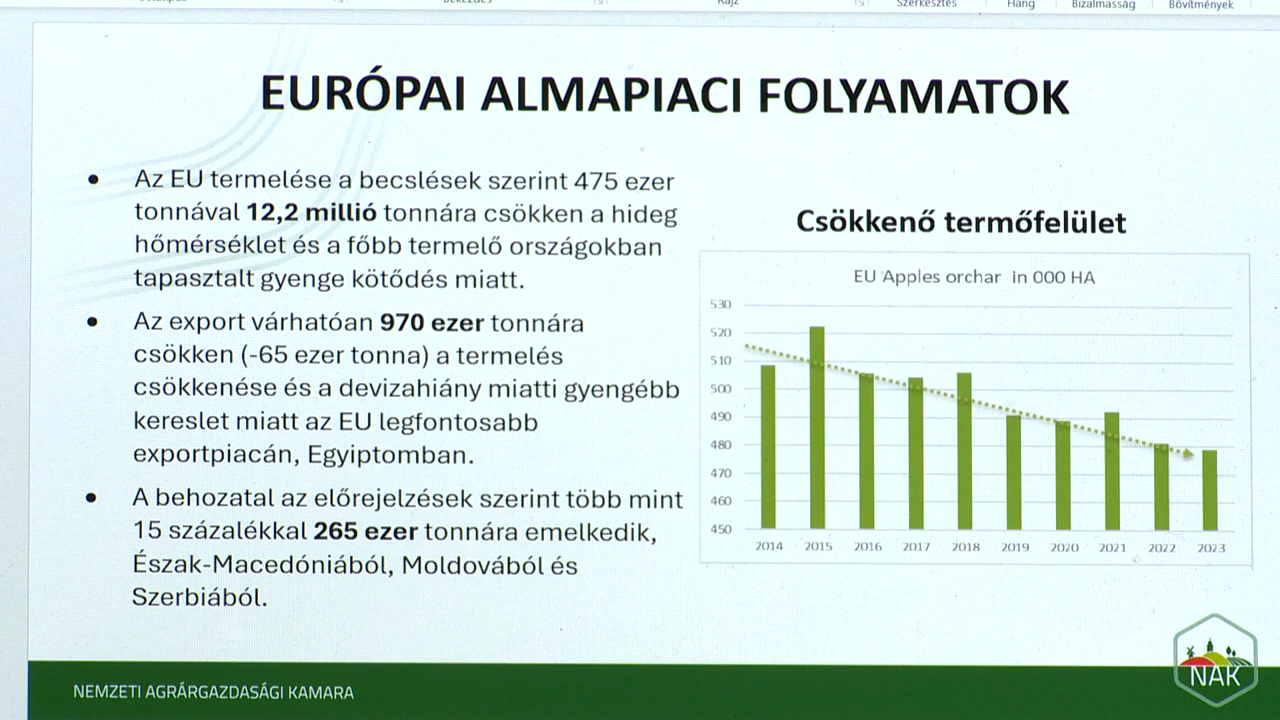 Szerkesztés Hang Bizalmasság Bővítmények
EURÓPAI ALMAPIACI FOLYAMATOK
• Az EU termelése a becslések szerint 475 ezer
tonnával 12,2 millió tonnára csökken a hideg
hőmérséklet és a főbb termelő országokban
tapasztalt gyenge kötődés miatt.
• Az export várhatóan 970 ezer tonnára
csökken (-65 ezer tonna) a termelés
csökkenése és a devizahiány miatti gyengébb
kereslet miatt az EU legfontosabb
exportpiacán, Egyiptomban.
• A behozatal az előrejelzések szerint több mint
15 százalékkal 265 ezer tonnára emelkedik,
Észak-Macedóniából, Moldovából és
Szerbiából.
Csökkenő termőfelület
EU Apples orchar in 000 HA
530
520
510
500
490
480
470
460
450
2014 2015 2016 2017 2018 2019 2020 2021 2022 2023
NEMZETI AGRÁRGAZDASÁGI KAMARA
NAK